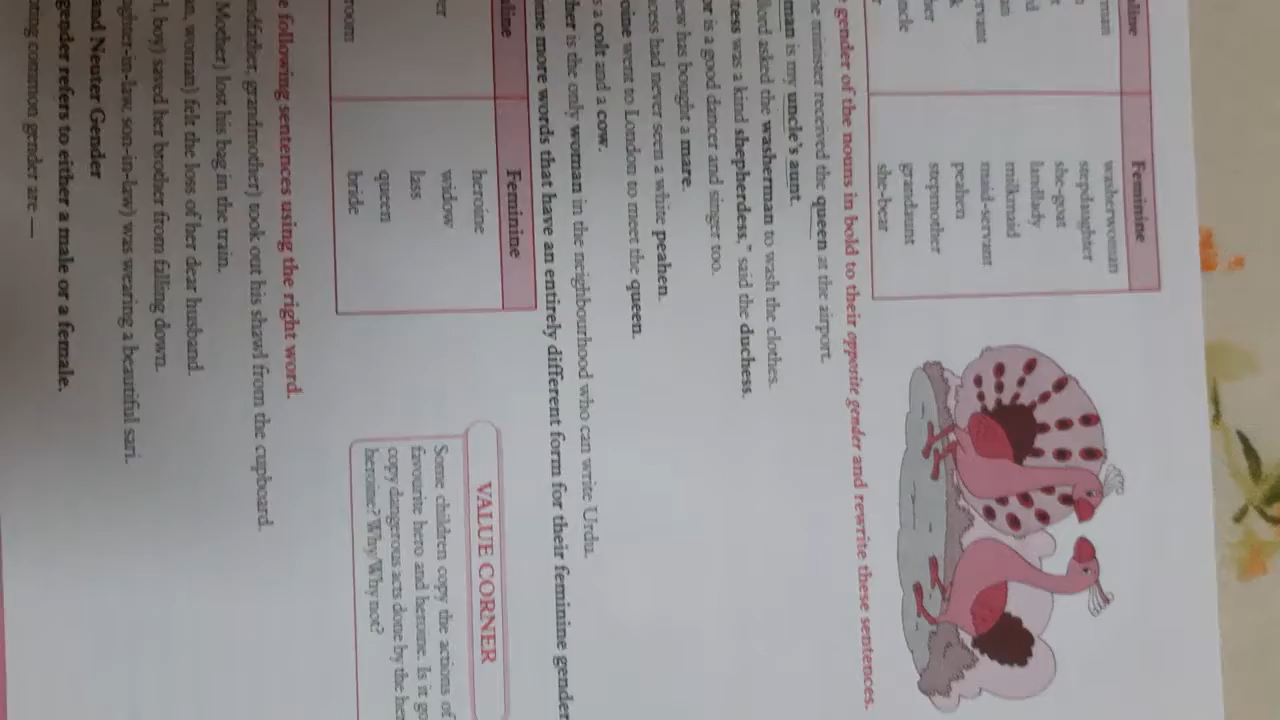 line Feminine
washerwoman
stepdaughter
she-goat
landlady
milkmaid
maid-servant
peahen
stepmother
grandaunt
she-bear
gender of the nouns in bold to their opposite gender and rewrite these sentences.
minister received the queen at the airport.
man is my uncle's aunt.
asked the washerman to wash the clothes.
was a kind shepherdess," said the duchess.
is a good dancer and singer too.
has bought a mare.
had never seen a white peahen.
went to London to meet the queen.
a colt and a cow.
is the only woman in the neighbourhood who can write Urdu.
more words that have an entirely different form for their feminine gender
line Feminine
heroine
widow
lass
queen
room bride
VALUE CORNER
Some children copy the actions of
favourite hero and heroine. Is it go
copy dangerous acts done by the her
heroine? Why/Why not?
following sentences using the right word.
grandmother) took out his shawl from the cupboard.
Mother) lost his bag in the train.
woman) felt the loss of her dear husband.
boy) saved her brother from falling down.
ghter-in-law, son-in-law) was wearing a beautiful sari.
and Neuter Gender
gender refers to either a male or a female.
common gender are —